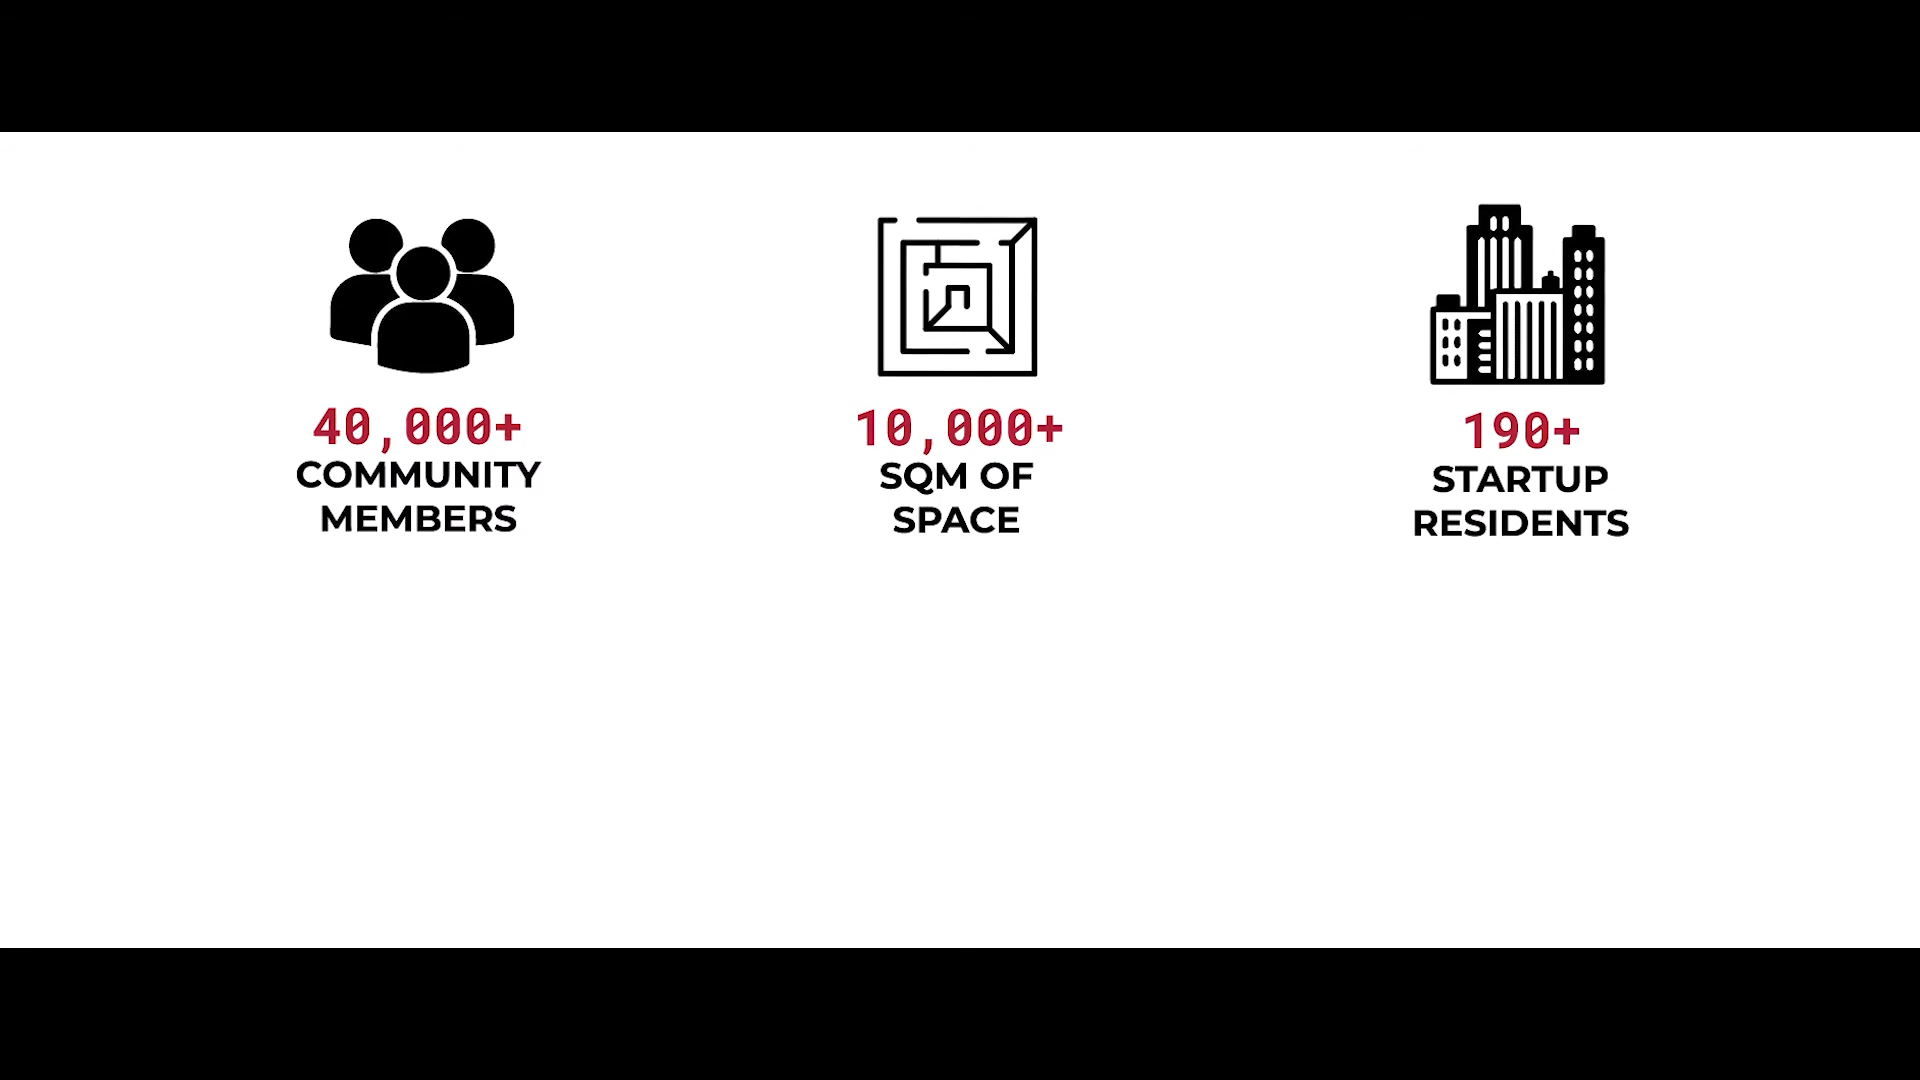 40,000+
COMMUNITY
MEMBERS
10,000+
SQM OF
SPACE
190+
STARTUP
RESIDENTS